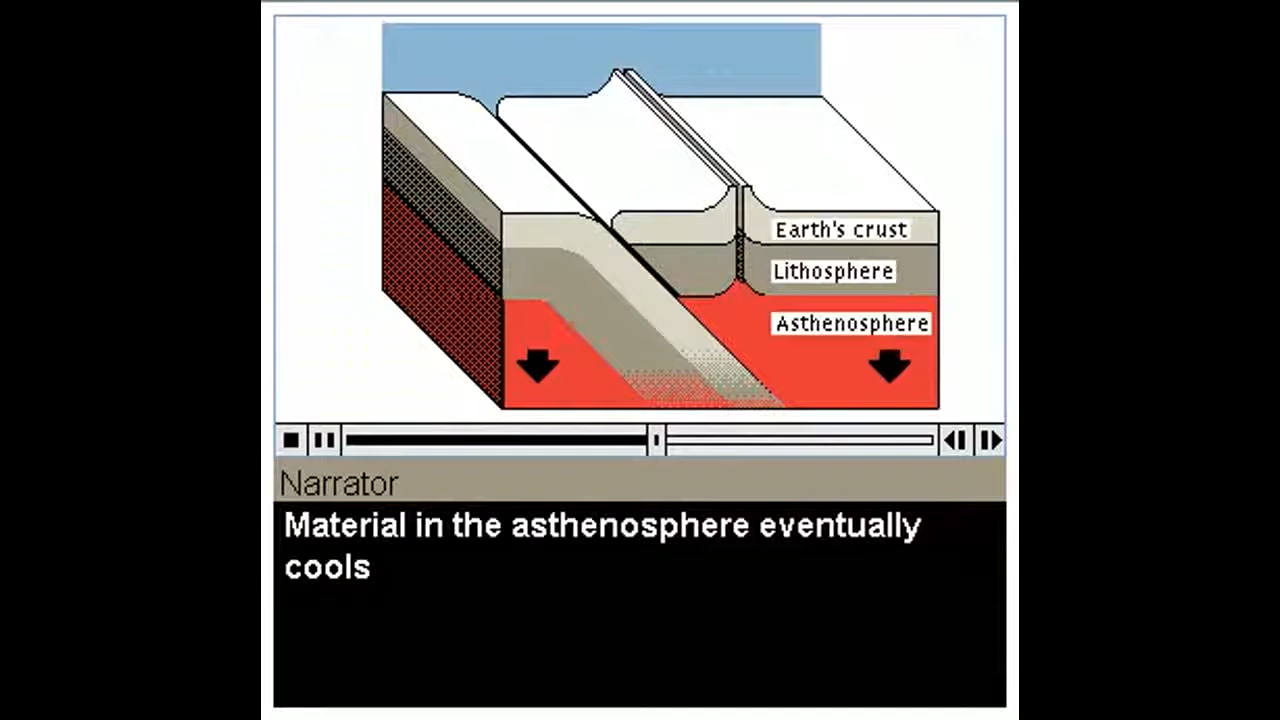 Earth's crust
Lithosphere
Asthenosphere
Narrator
Material in the asthenosphere eventually
cools